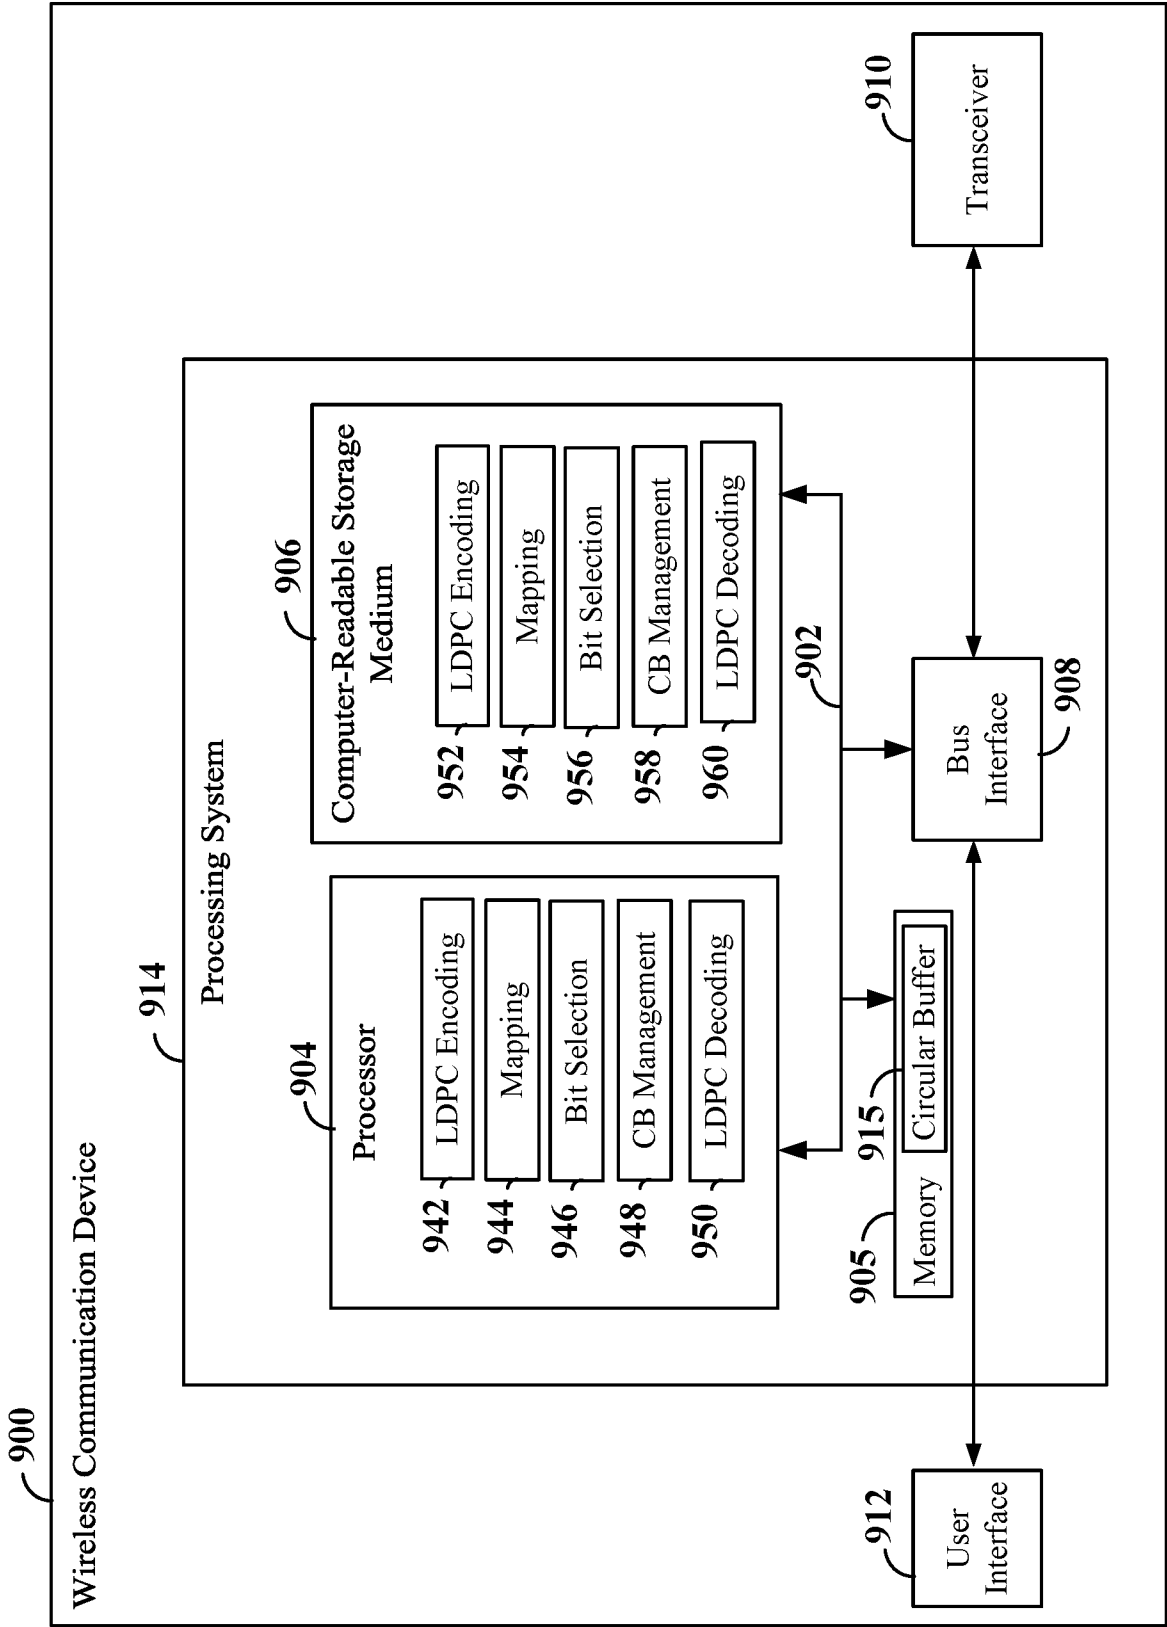 900
Wireless Communication Device
914
Processing System
904
Processor
942
LDPC Encoding
944
Mapping
946
Bit Selection
948
CB Management
950
LDPC Decoding
906
Computer-Readable Storage
Medium
952
LDPC Encoding
954
Mapping
956
Bit Selection
958
CB Management
960
LDPC Decoding
902
905
Memory
915
Circular Buffer
Bus
Interface
908
912
User
Interface
910
Transceiver